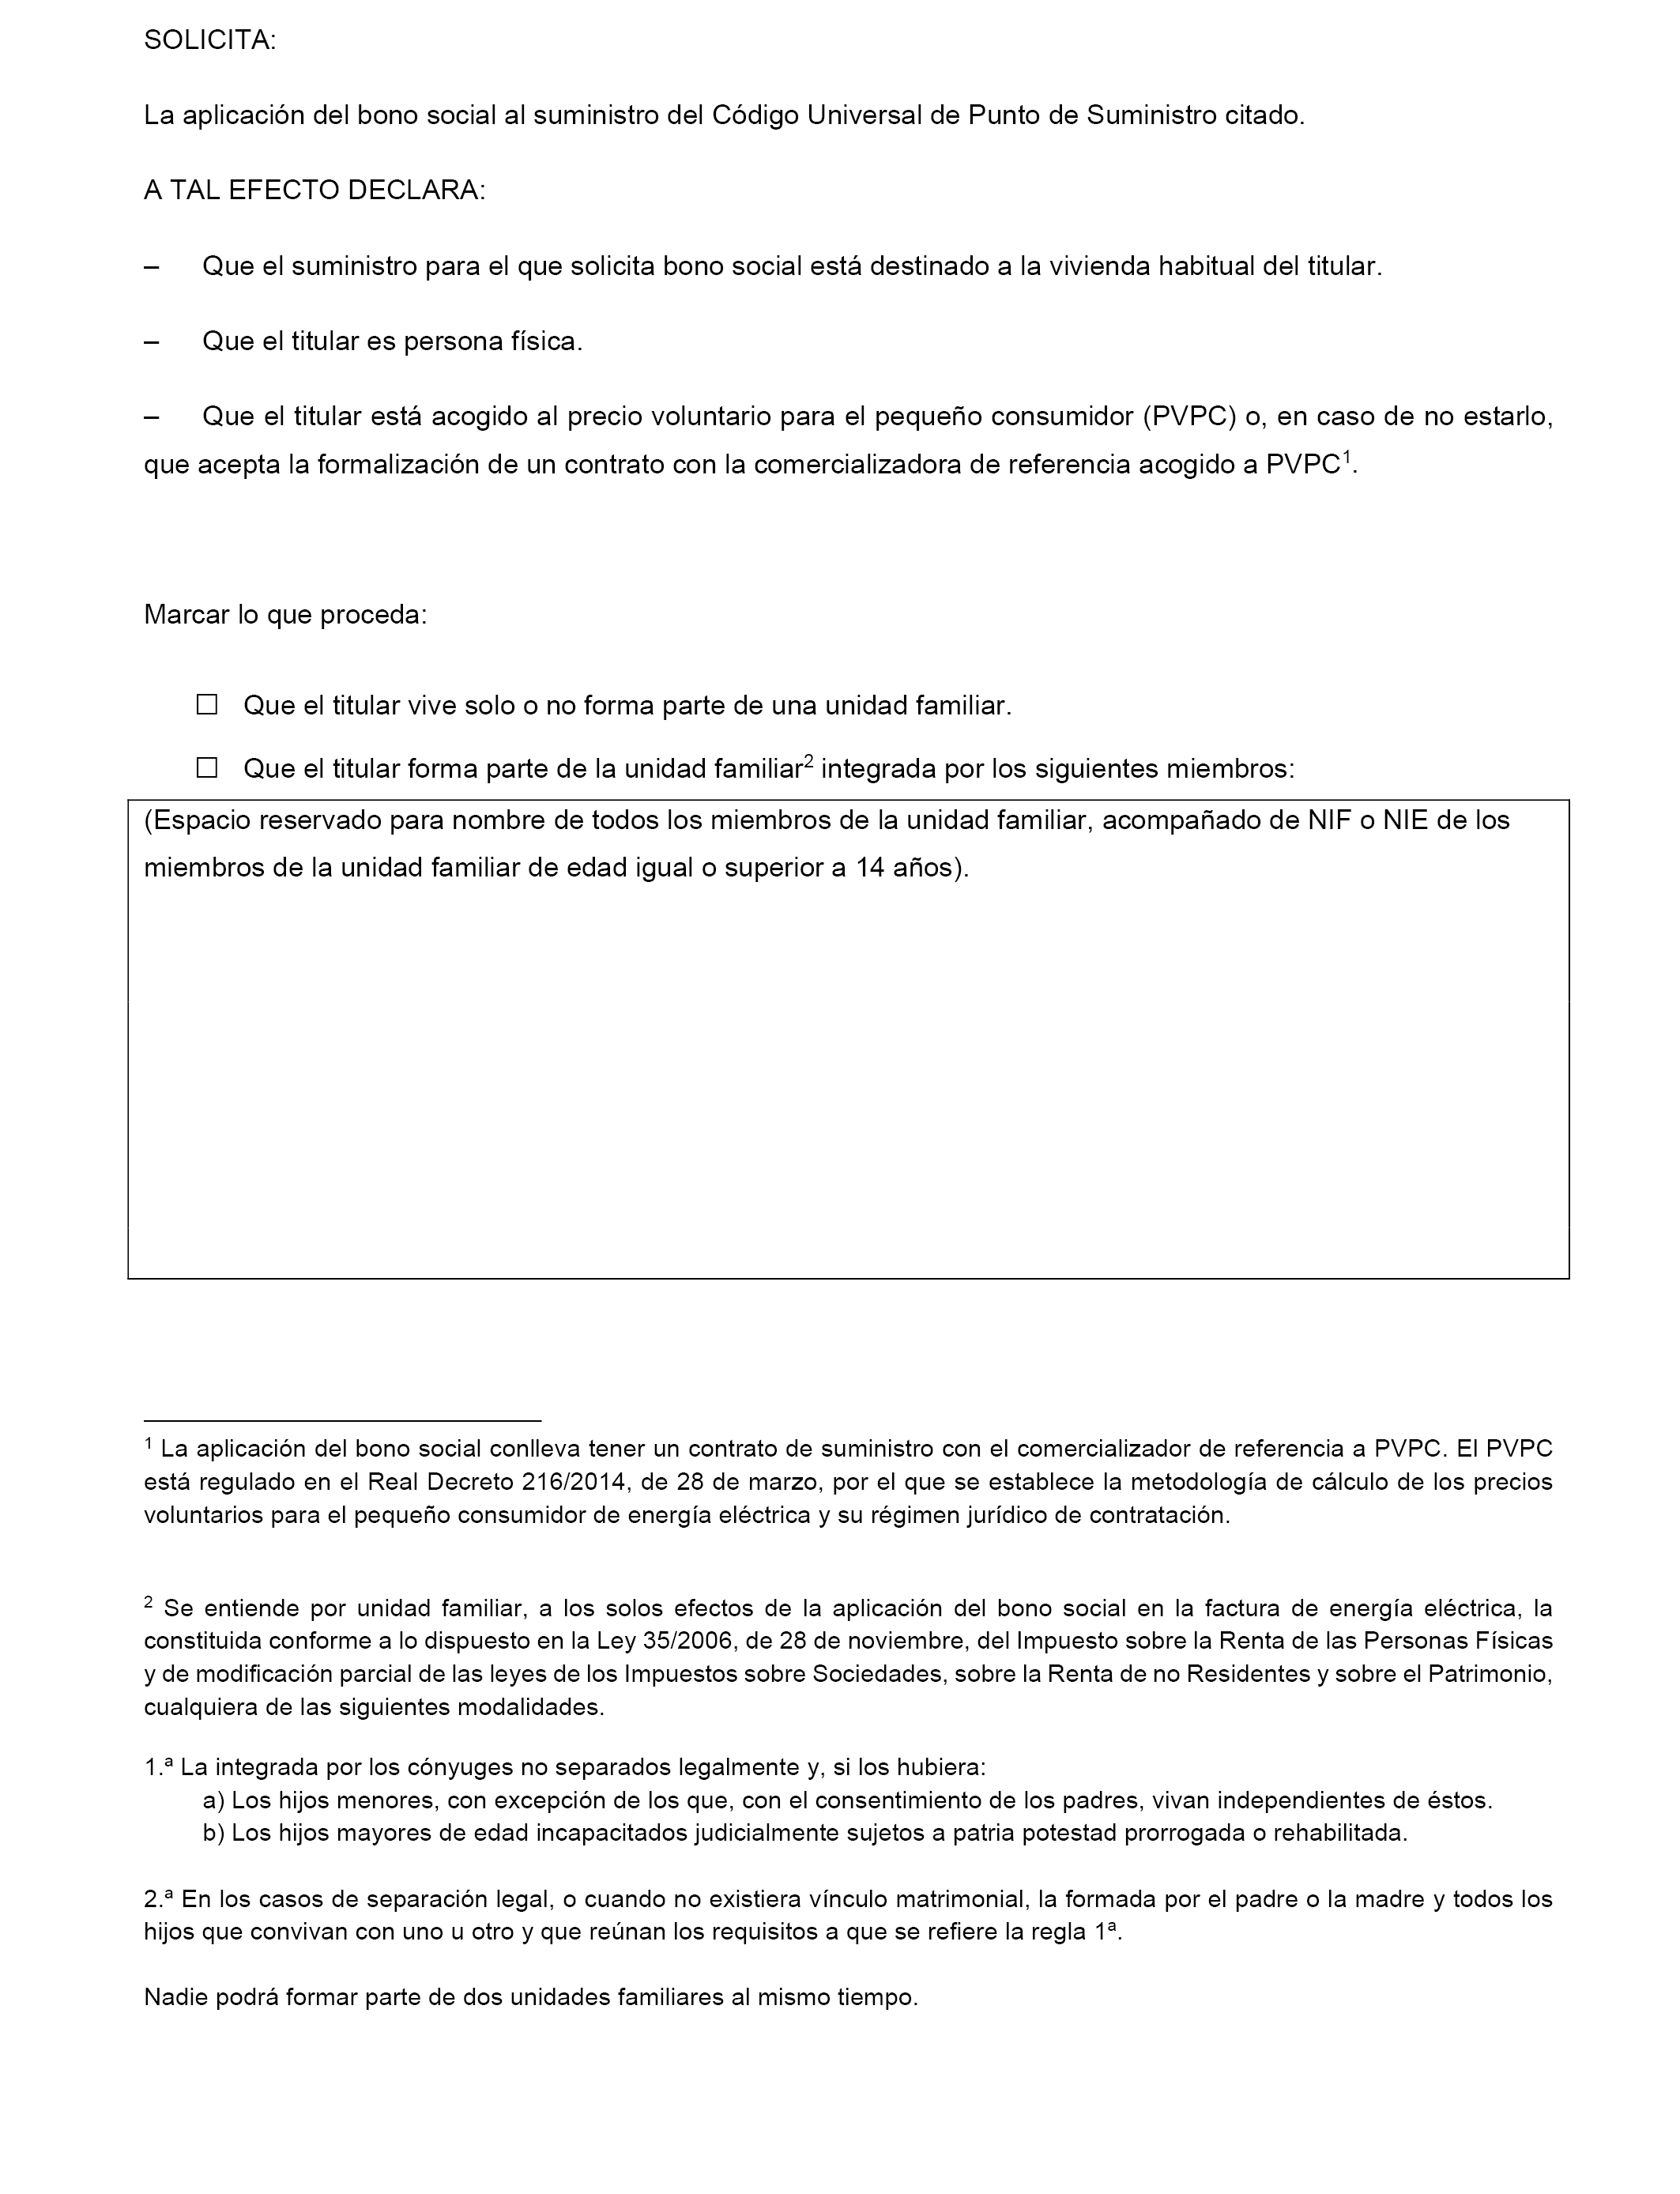 SOLICITA:
La aplicación del bono social al suministro del Código Universal de Punto de Suministro citado.
A TAL EFECTO DECLARA:
– Que el suministro para el que solicita bono social está destinado a la vivienda habitual del titular.
– Que el titular es persona física.
– Que el titular está acogido al precio voluntario para el pequeño consumidor (PVPC) o, en caso de no estarlo,
que acepta la formalización de un contrato con la comercializadora de referencia acogido a PVPC¹.
Marcar lo que proceda:
☐ Que el titular vive solo o no forma parte de una unidad familiar.
☐ Que el titular forma parte de la unidad familiar² integrada por los siguientes miembros:
(Espacio reservado para nombre de todos los miembros de la unidad familiar, acompañado de NIF o NIE de los
miembros de la unidad familiar de edad igual o superior a 14 años).
¹ La aplicación del bono social conlleva tener un contrato de suministro con el comercializador de referencia a PVPC. El PVPC
está regulado en el Real Decreto 216/2014, de 28 de marzo, por el que se establece la metodología de cálculo de los precios
voluntarios para el pequeño consumidor de energía eléctrica y su régimen jurídico de contratación.
² Se entiende por unidad familiar, a los solos efectos de la aplicación del bono social en la factura de energía eléctrica, la
constituida conforme a lo dispuesto en la Ley 35/2006, de 28 de noviembre, del Impuesto sobre la Renta de las Personas Físicas
y de modificación parcial de las leyes de los Impuestos sobre Sociedades, sobre la Renta de no Residentes y sobre el Patrimonio,
cualquiera de las siguientes modalidades.
1.ª La integrada por los cónyuges no separados legalmente y, si los hubiera:
a) Los hijos menores, con excepción de los que, con el consentimiento de los padres, vivan independientes de éstos.
b) Los hijos mayores de edad incapacitados judicialmente sujetos a patria potestad prorrogada o rehabilitada.
2.ª En los casos de separación legal, o cuando no existiera vínculo matrimonial, la formada por el padre o la madre y todos los
hijos que convivan con uno u otro y que reúnan los requisitos a que se refiere la regla 1ª.
Nadie podrá formar parte de dos unidades familiares al mismo tiempo.